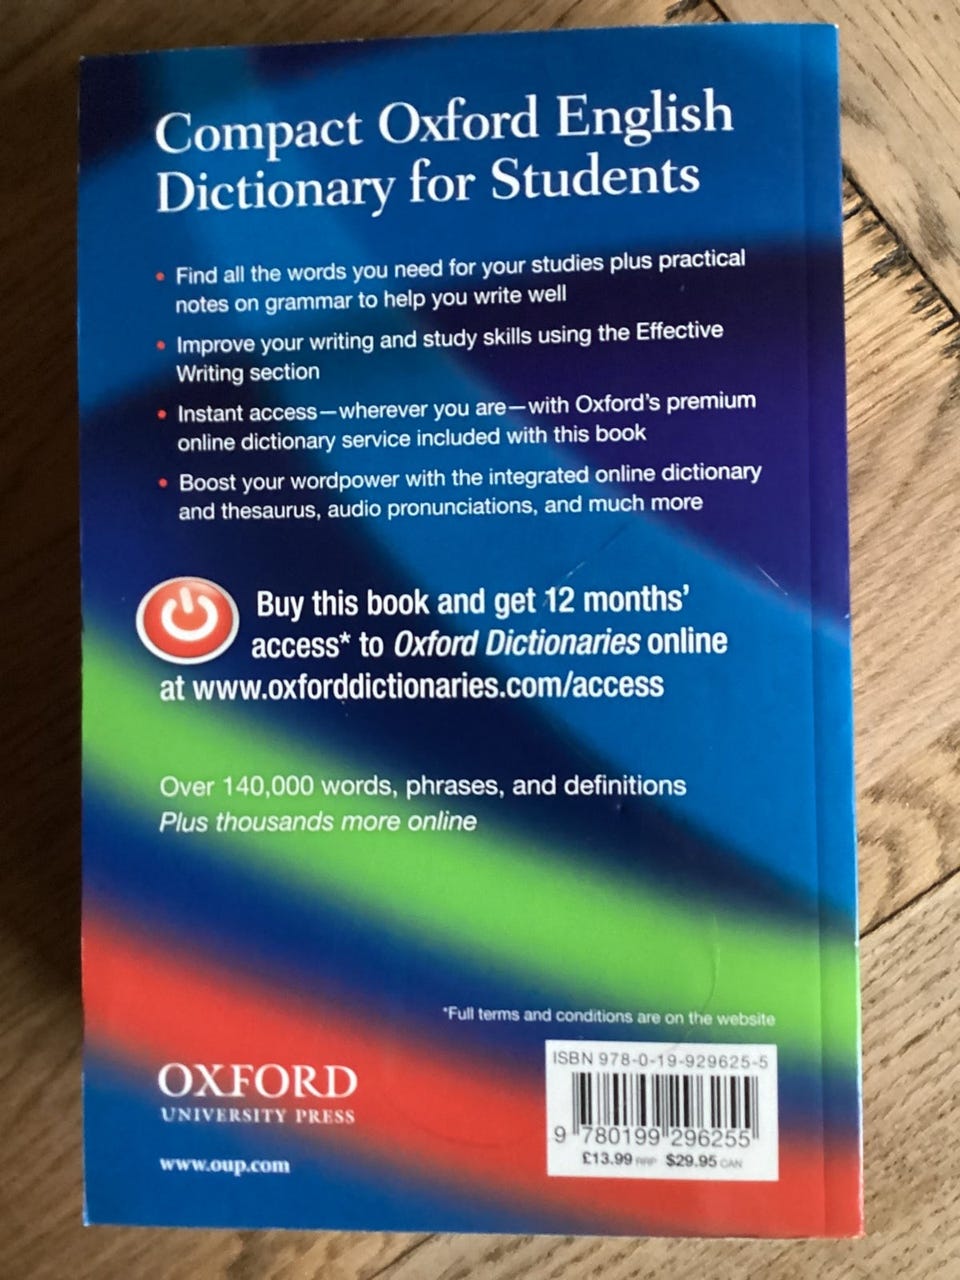 Compact Oxford English
Dictionary for Students
• Find all the words you need for your studies plus practical
notes on grammar to help you write well
• Improve your writing and study skills using the Effective
Writing section
• Instant access—wherever you are—with Oxford's premium
online dictionary service included with this book
• Boost your wordpower with the integrated online dictionary
and thesaurus, audio pronunciations, and much more
Buy this book and get 12 months'
access* to Oxford Dictionaries online
at www.oxforddictionaries.com/access
Over 140,000 words, phrases, and definitions
Plus thousands more online
*Full terms and conditions are on the website
OXFORD
UNIVERSITY PRESS
www.oup.com
ISBN 978-0-19-929625-5
9 780199 296255
£13.99 RRP $29.95 CAN